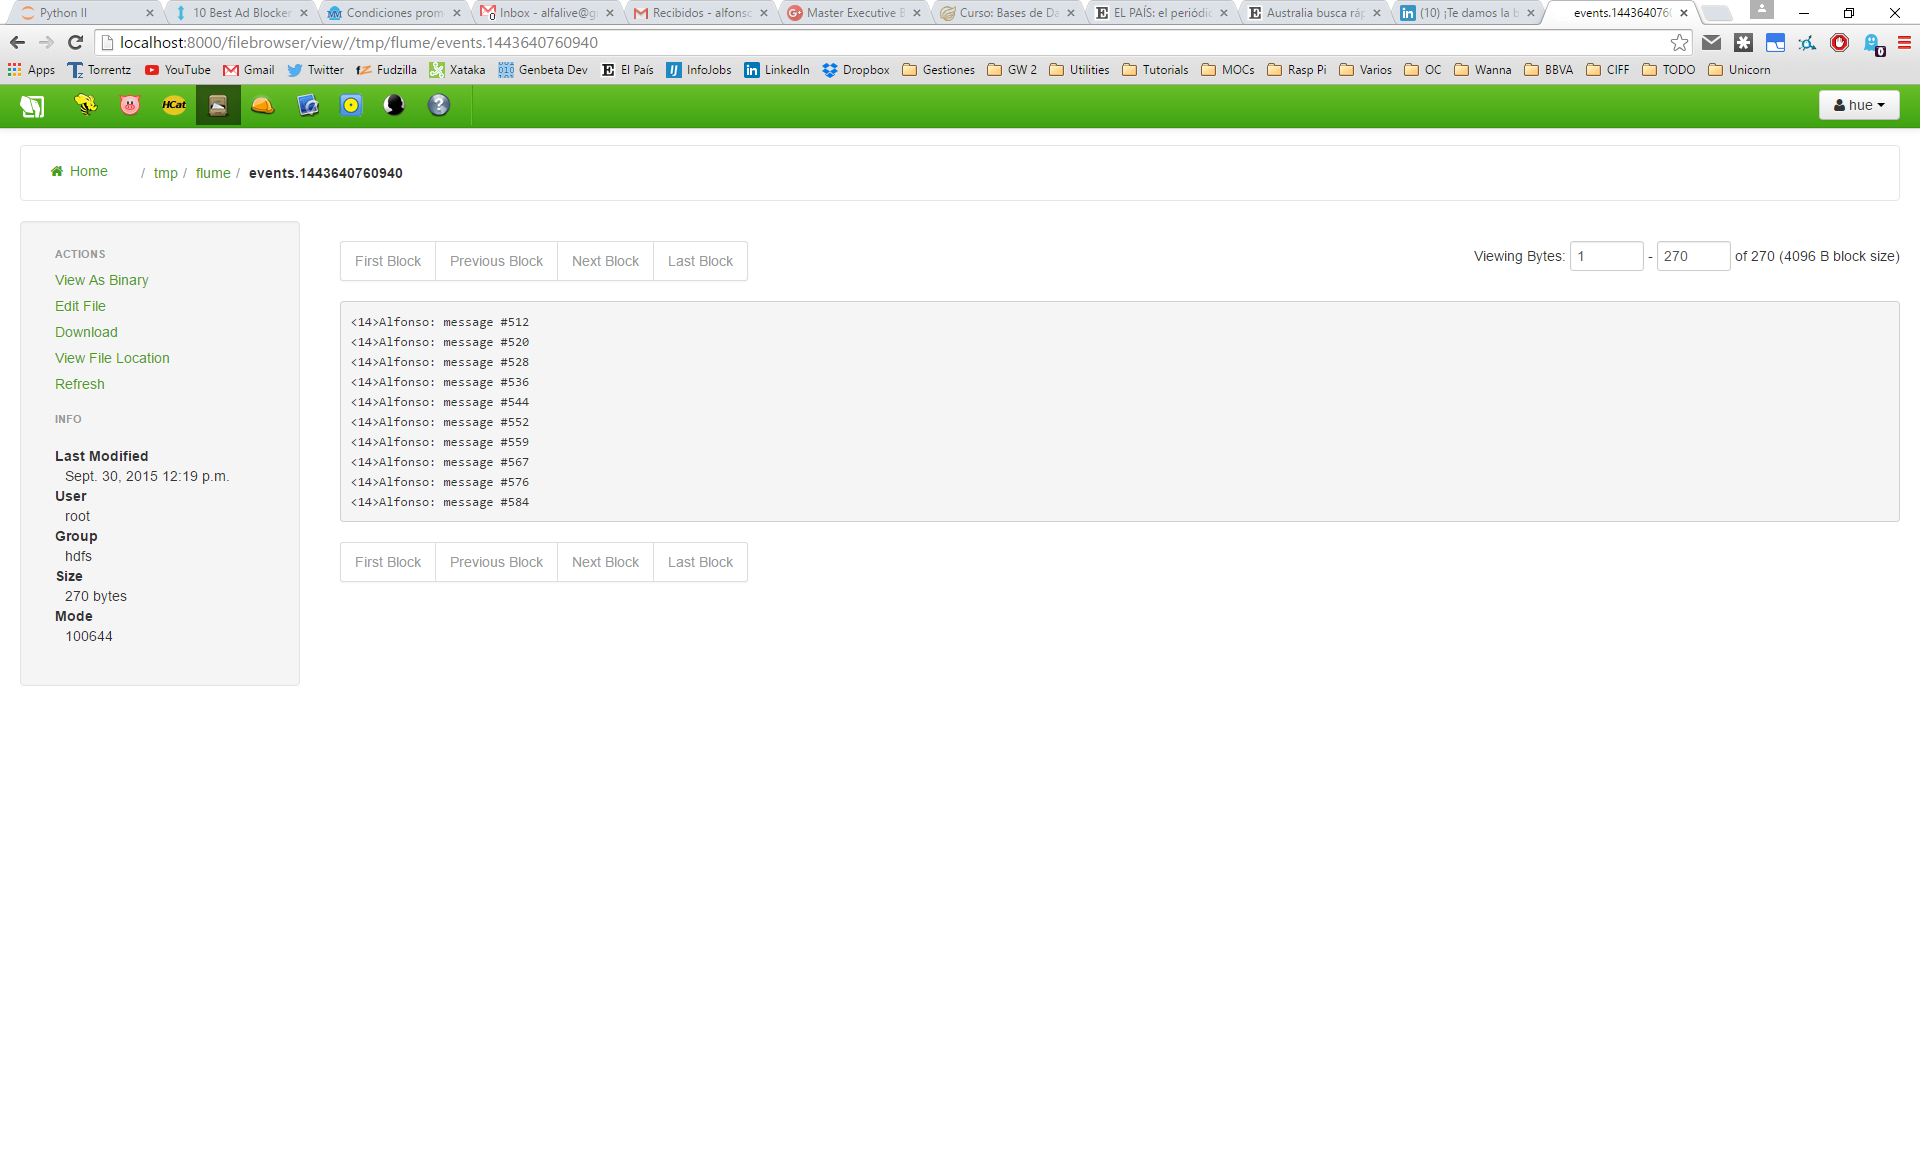 Python II
10 Best Ad Blocker
Condiciones prom
Inbox - alfalive@g
Recibidos - alfonsc
Master Executive B
Curso: Bases de Da
EL PAÍS: el periódic
Australia busca ráp
(10) ¡Te damos la b
events.144364076
localhost:8000/filebrowser/view//tmp/flume/events.1443640760940
Apps Torrentz YouTube Gmail Twitter Fudzilla Xataka Genbeta Dev El País InfoJobs LinkedIn Dropbox Gestiones GW 2 Utilities Tutorials MOCs Rasp Pi Varios OC Wanna BBVA CIFF TODO Unicorn
HCat
hue
Home / tmp / flume / events.1443640760940
ACTIONS
View As Binary
Edit File
Download
View File Location
Refresh
INFO
Last Modified
Sept. 30, 2015 12:19 p.m.
User
root
Group
hdfs
Size
270 bytes
Mode
100644
First Block Previous Block Next Block Last Block
Viewing Bytes: 1 - 270 of 270 (4096 B block size)
<14>Alfonso: message #512
<14>Alfonso: message #520
<14>Alfonso: message #528
<14>Alfonso: message #536
<14>Alfonso: message #544
<14>Alfonso: message #552
<14>Alfonso: message #559
<14>Alfonso: message #567
<14>Alfonso: message #576
<14>Alfonso: message #584
First Block Previous Block Next Block Last Block